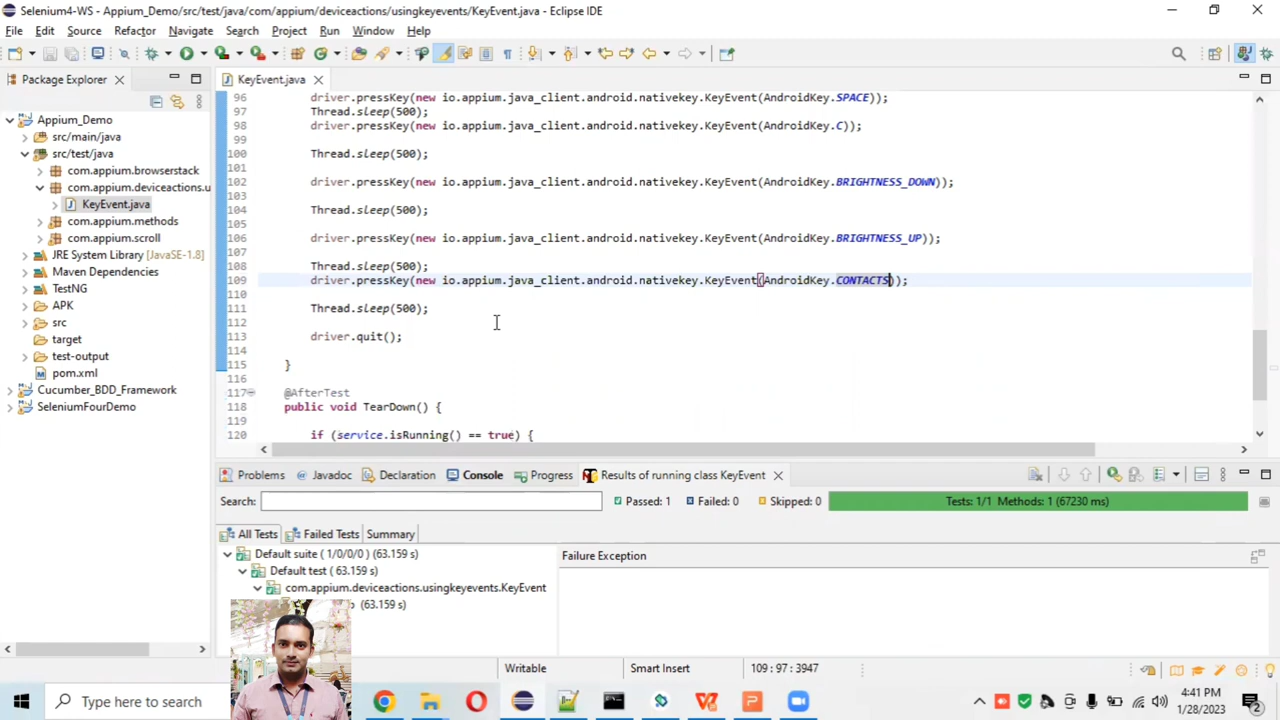 Selenium4-WS - Appium_Demo/src/test/java/com/appium/deviceactions/usingkeyevents/KeyEvent.java - Eclipse IDE
File Edit Source Refactor Navigate Search Project Run Window Help
Package Explorer
KeyEvent.java
Appium_Demo
src/main/java
src/test/java
com.appium.browserstack
com.appium.deviceactions.u
KeyEvent.java
com.appium.methods
com.appium.scroll
JRE System Library [JavaSE-1.8]
Maven Dependencies
TestNG
APK
src
target
test-output
pom.xml
Cucumber_BDD_Framework
SeleniumFourDemo
96 driver.pressKey(new io.appium.java_client.android.nativekey.KeyEvent(AndroidKey.SPACE));
97 Thread.sleep(500);
98 driver.pressKey(new io.appium.java_client.android.nativekey.KeyEvent(AndroidKey.C));
99
100 Thread.sleep(500);
101
102 driver.pressKey(new io.appium.java_client.android.nativekey.KeyEvent(AndroidKey.BRIGHTNESS_DOWN));
103
104 Thread.sleep(500);
105
106 driver.pressKey(new io.appium.java_client.android.nativekey.KeyEvent(AndroidKey.BRIGHTNESS_UP));
107
108 Thread.sleep(500);
109 driver.pressKey(new io.appium.java_client.android.nativekey.KeyEvent(AndroidKey.CONTACTS));
110
111 Thread.sleep(500);
112
113 driver.quit();
114
115 }
116
117 @AfterTest
118 public void TearDown() {
119
120 if (service.isRunning() == true) {
Problems Javadoc Declaration Console Progress Results of running class KeyEvent
Search: Passed: 1 Failed: 0 Skipped: 0 Tests: 1/1 Methods: 1 (67230 ms)
All Tests Failed Tests Summary
Default suite ( 1/0/0/0 ) (63.159 s)
Default test ( 63.159 s)
com.appium.deviceactions.usingkeyevents.KeyEvent
(63.159 s)
Failure Exception
Writable Smart Insert 109 : 97 : 3947
Type here to search
4:41 PM
1/28/2023
2